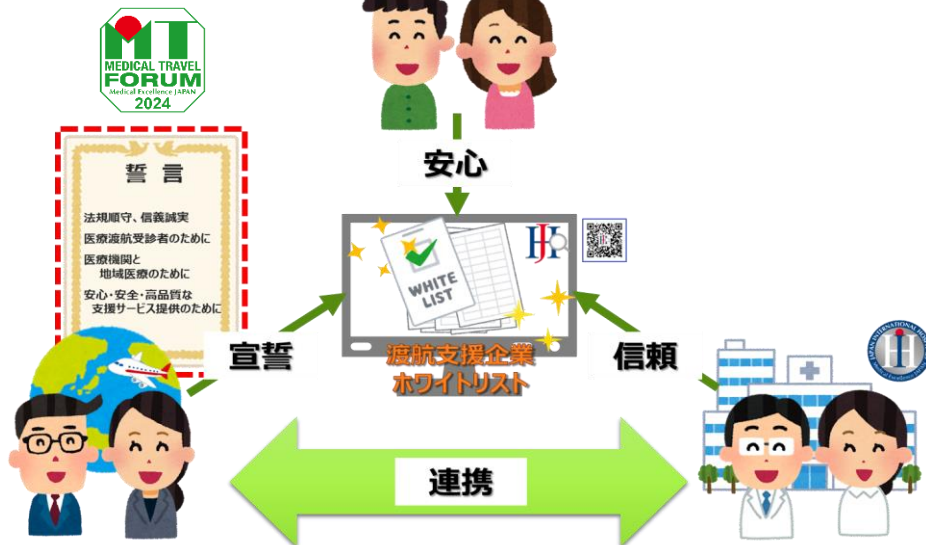 MT
MEDICAL TRAVEL
FORUM
Medical Excellence JAPAN
2024
安心
誓言
法規順守、信義誠実
医療渡航受診者のために
医療機関と
地域医療のために
安心・安全・高品質な
支援サービス提供のために
WHITE
LIST
JIH
宣誓
渡航支援企業
ホワイトリスト
信頼
JAPAN INTERNATIONAL
連携